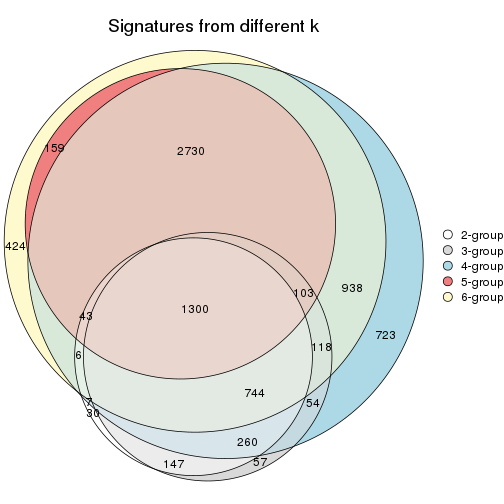 Signatures from different k
159
2730
424
2-group
3-group
4-group
5-group
6-group
103
938
43
1300
723
118
6
744
7
54
30
260
147
57